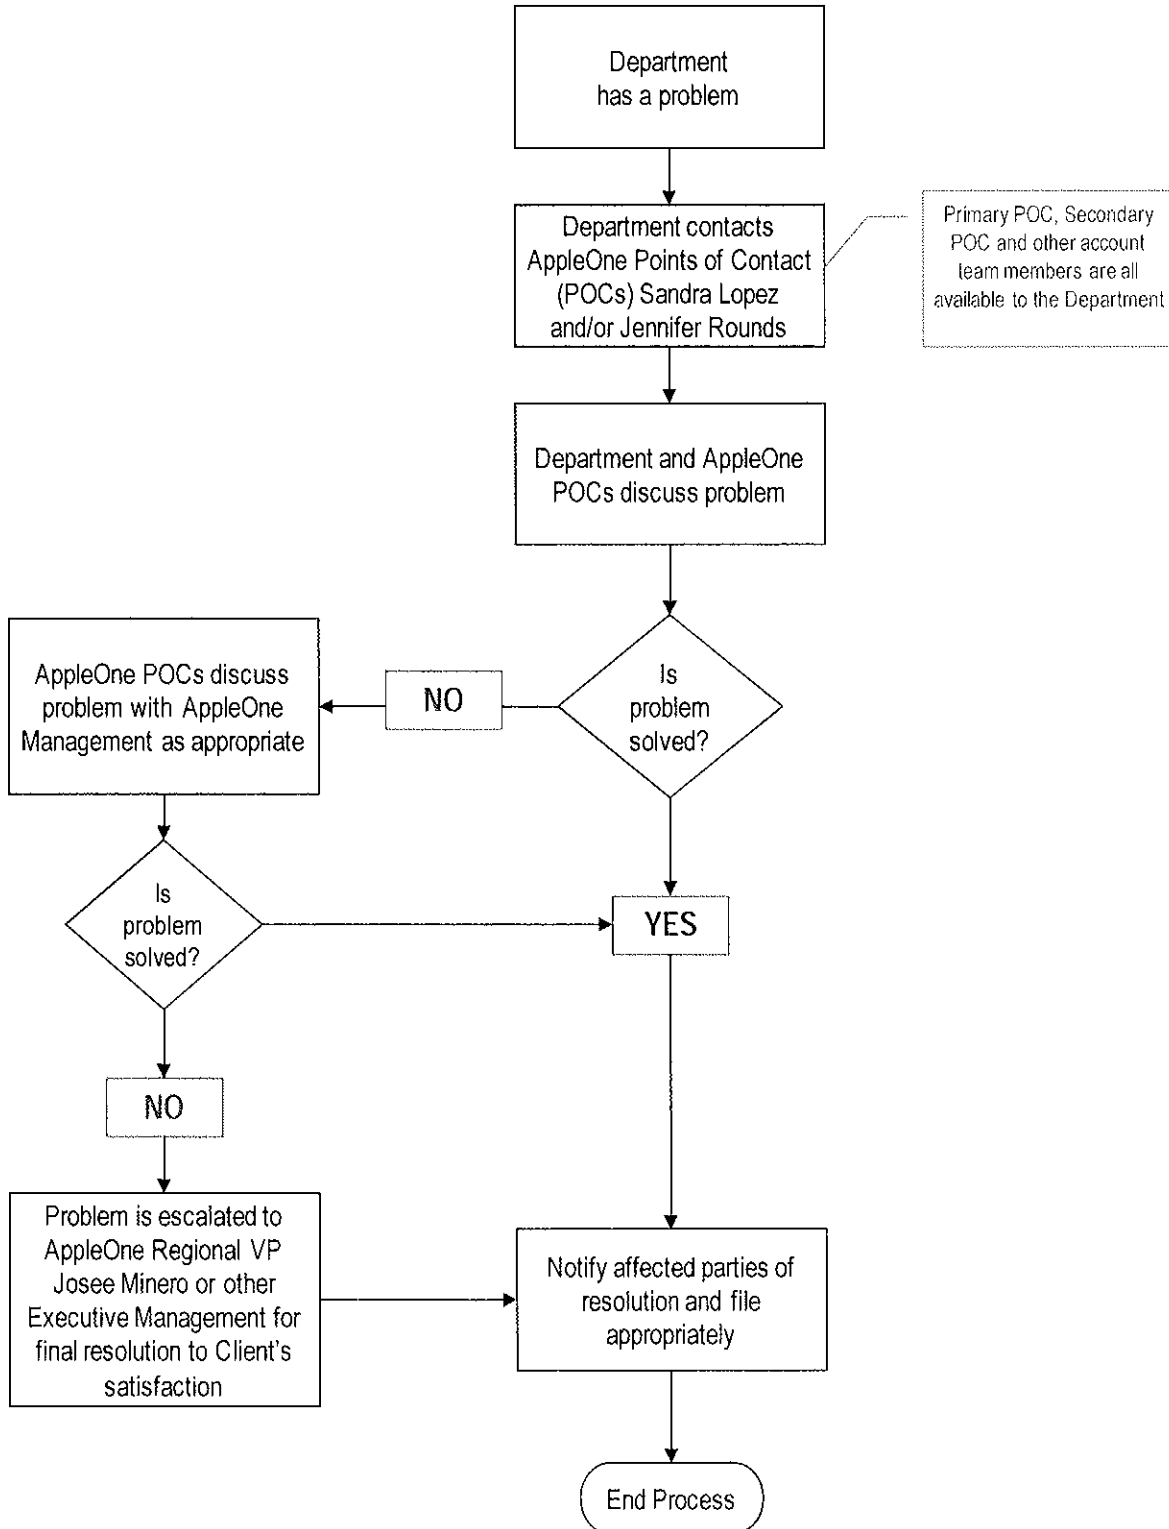 Department
has a problem
Department contacts
AppleOne Points of Contact
(POCs) Sandra Lopez
and/or Jennifer Rounds
Primary POC, Secondary
POC and other account
team members are all
available to the Department
Department and AppleOne
POCs discuss problem
Is
problem
solved?
NO
AppleOne POCs discuss
problem with AppleOne
Management as appropriate
Is
problem
solved?
YES
NO
Problem is escalated to
AppleOne Regional VP
Josee Minero or other
Executive Management for
final resolution to Client's
satisfaction
Notify affected parties of
resolution and file
appropriately
End Process